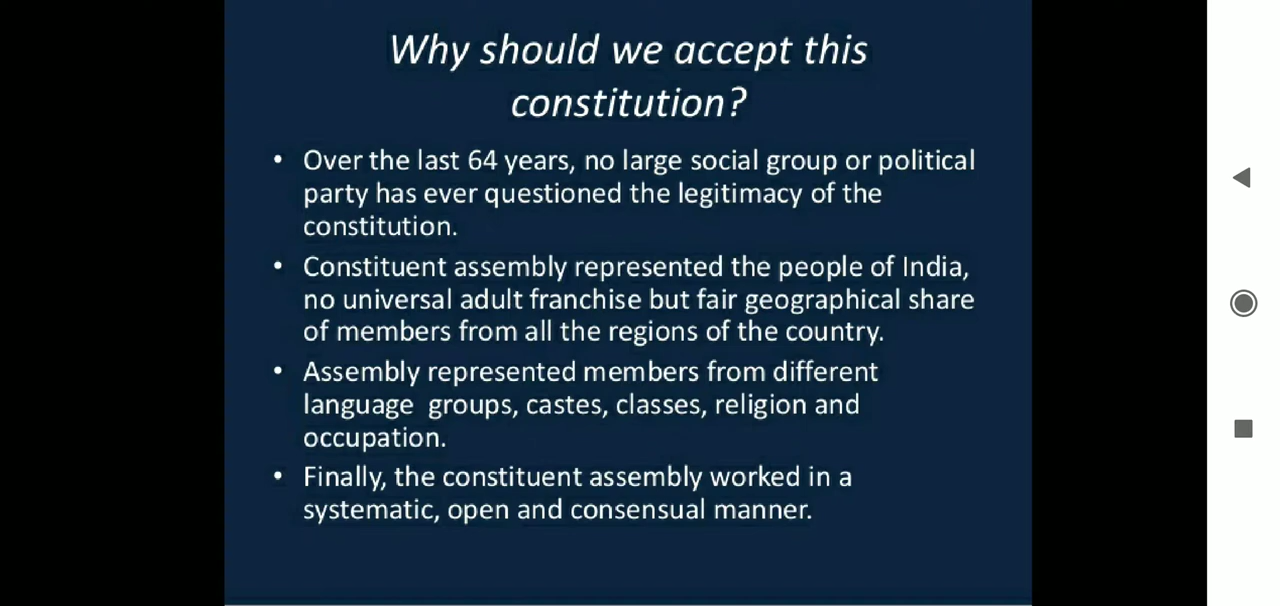 Why should we accept this
constitution?
• Over the last 64 years, no large social group or political
party has ever questioned the legitimacy of the
constitution.
• Constituent assembly represented the people of India,
no universal adult franchise but fair geographical share
of members from all the regions of the country.
• Assembly represented members from different
language  groups, castes, classes, religion and
occupation.
• Finally, the constituent assembly worked in a
systematic, open and consensual manner.